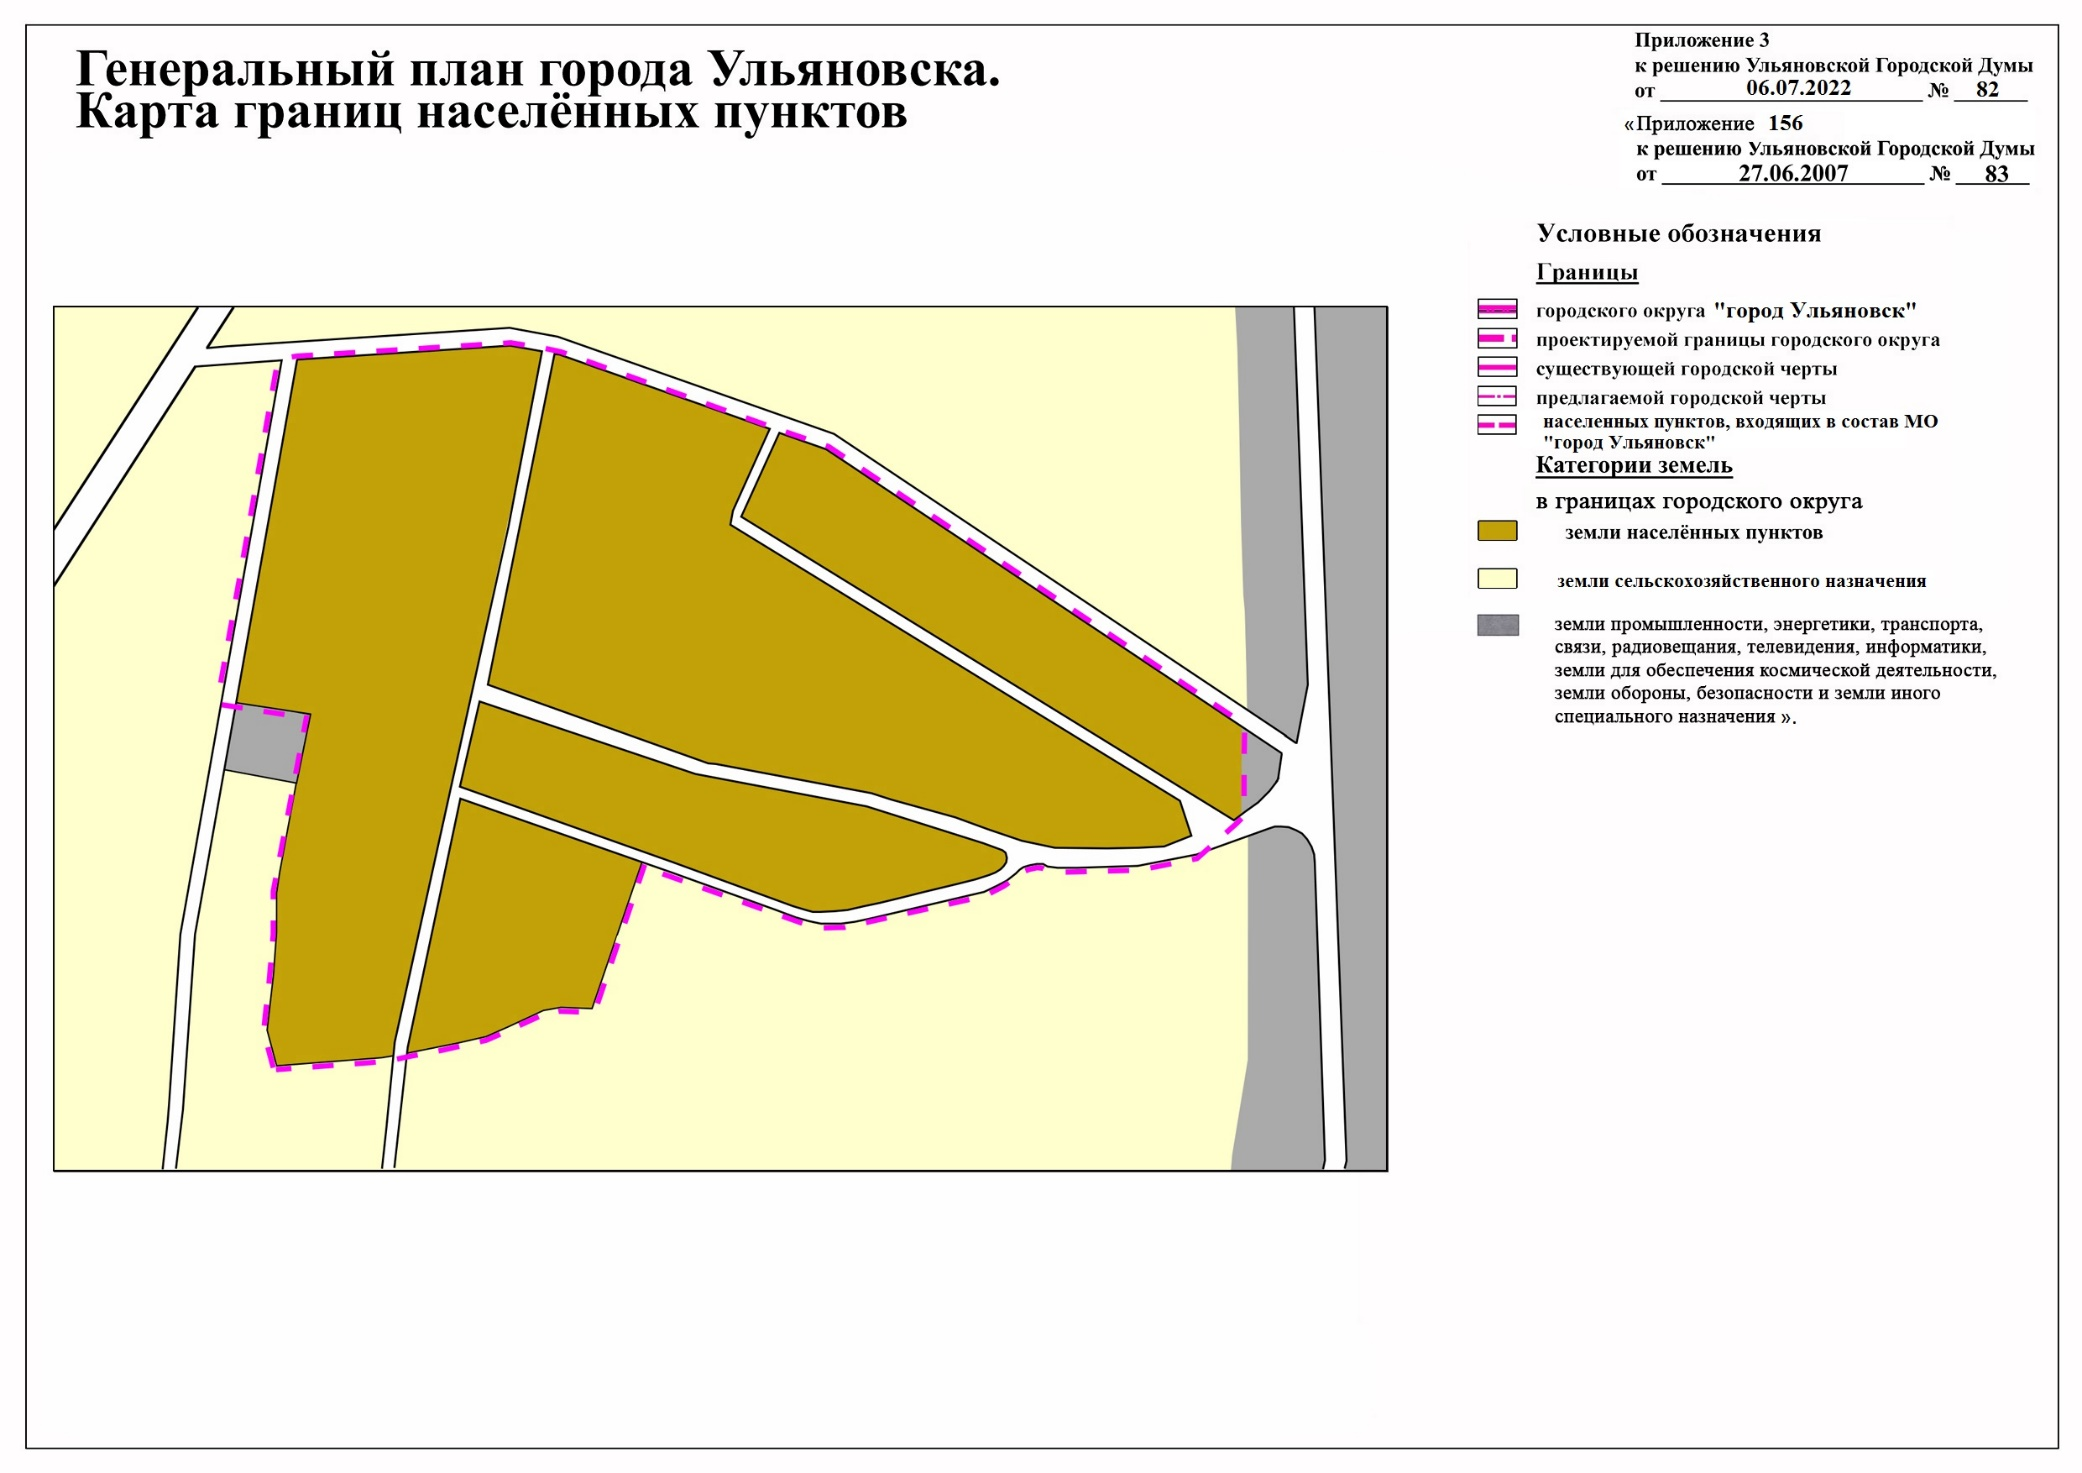 Генеральный план города Ульяновска.
Карта границ населённых пунктов
Приложение 3
к решению Ульяновской Городской Думы
от 06.07.2022 № 82
«Приложение 156
к решению Ульяновской Городской Думы
от 27.06.2007 № 83
Условные обозначения
Границы
городского округа "город Ульяновск"
проектируемой границы городского округа
существующей городской черты
предлагаемой городской черты
населенных пунктов, входящих в состав МО
"город Ульяновск"
Категории земель
в границах городского округа
земли населённых пунктов
земли сельскохозяйственного назначения
земли промышленности, энергетики, транспорта,
связи, радиовещания, телевидения, информатики,
земли для обеспечения космической деятельности,
земли обороны, безопасности и земли иного
специального назначения ».